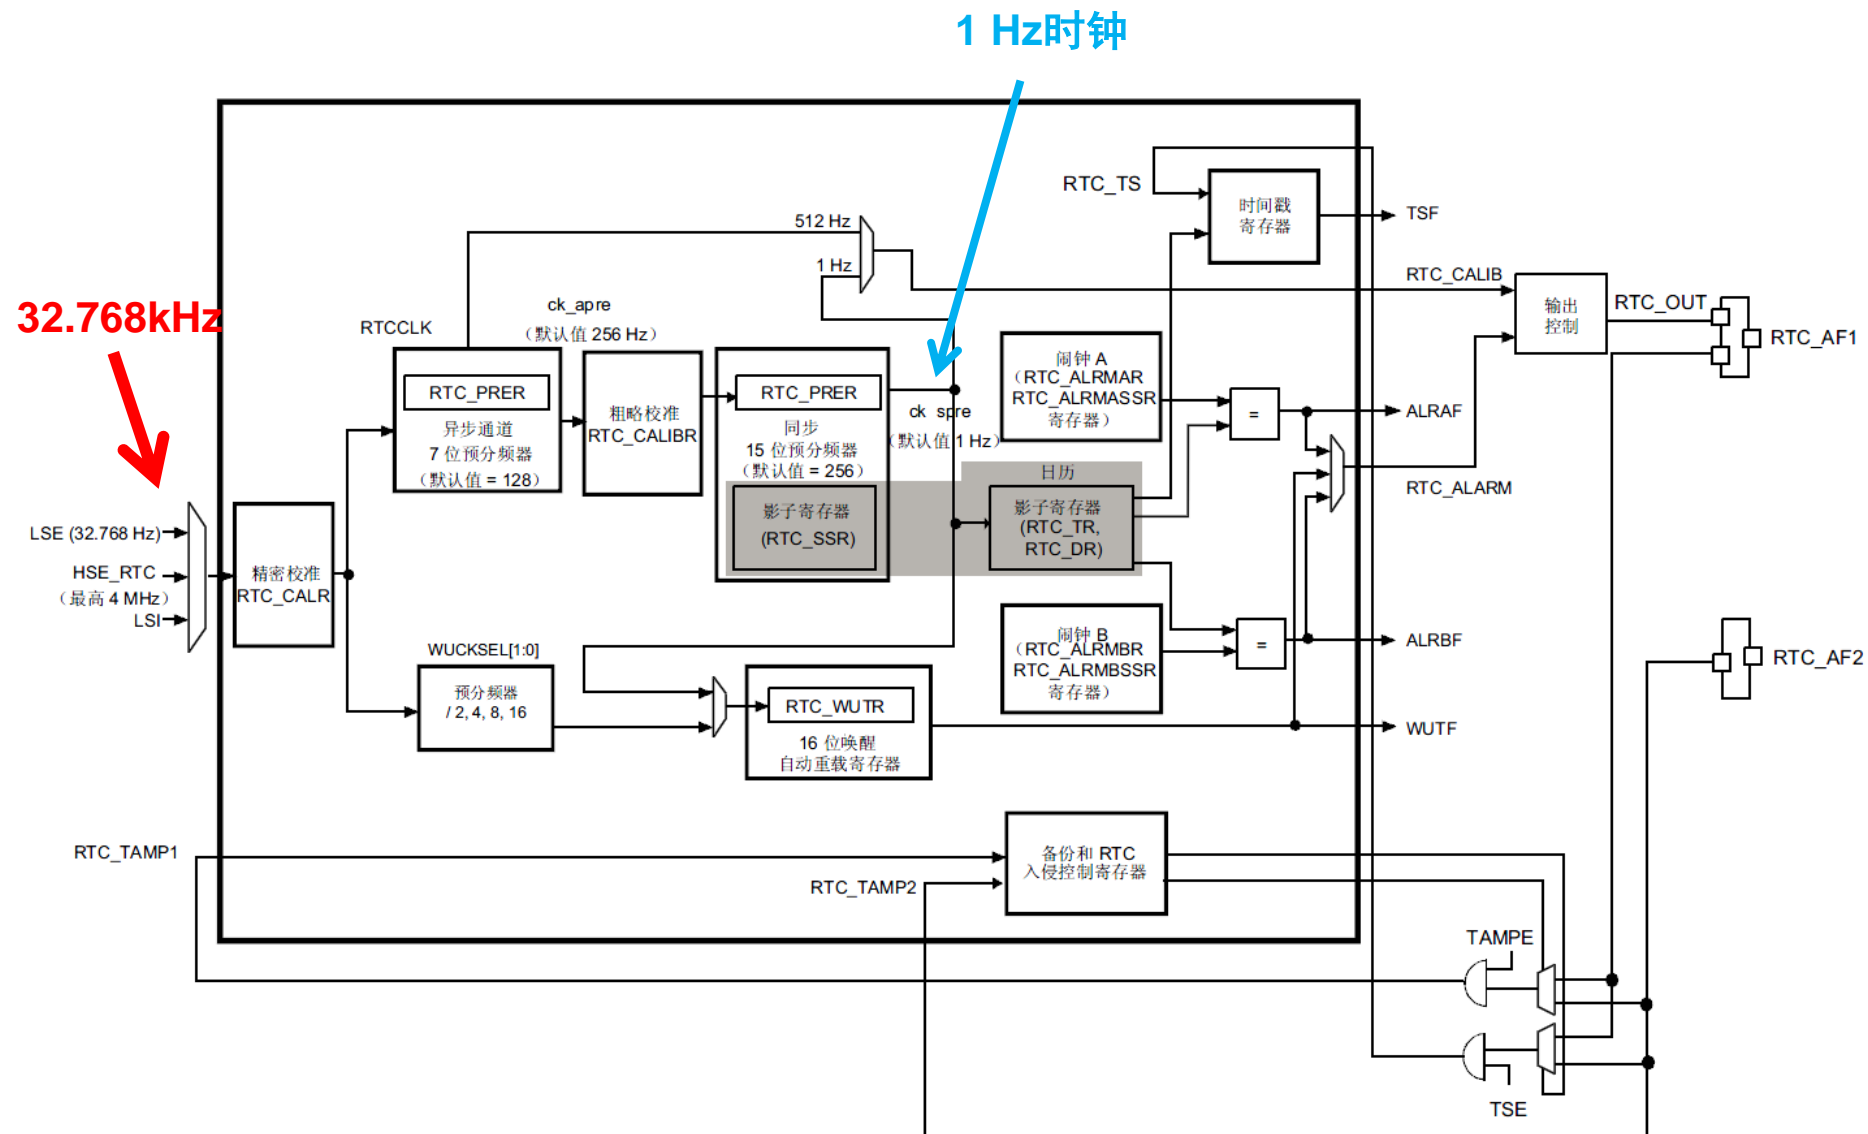 1 Hz时钟
32.768kHz
RTC_TS
时间戳
寄存器
TSF
512 Hz
1 Hz
RTC_CALIB
输出
控制
RTC_OUT
RTC_AF1
ck_apre
（默认值 256 Hz）
RTCCLK
RTC_PRER
异步通道
7 位预分频器
（默认值 = 128）
粗略校准
RTC_CALIBR
RTC_PRER
同步
15 位预分频器
（默认值 = 256）
影子寄存器
(RTC_SSR)
ck_spre
（默认值 1 Hz）
闹钟 A
（RTC_ALRMAR
RTC_ALRMASSR
寄存器）
=
ALRAF
RTC_ALARM
日历
影子寄存器
(RTC_TR,
RTC_DR)
LSE (32.768 Hz)
HSE_RTC
（最高 4 MHz）
LSI
精密校准
RTC_CALR
WUCKSEL[1:0]
预分频器
/ 2, 4, 8, 16
RTC_WUTR
16 位唤醒
自动重载寄存器
闹钟 B
（RTC_ALRMBR
RTC_ALRMBSSR
寄存器）
=
ALRBF
WUTF
RTC_AF2
RTC_TAMP1
RTC_TAMP2
备份和 RTC
入侵控制寄存器
TAMPE
TSE